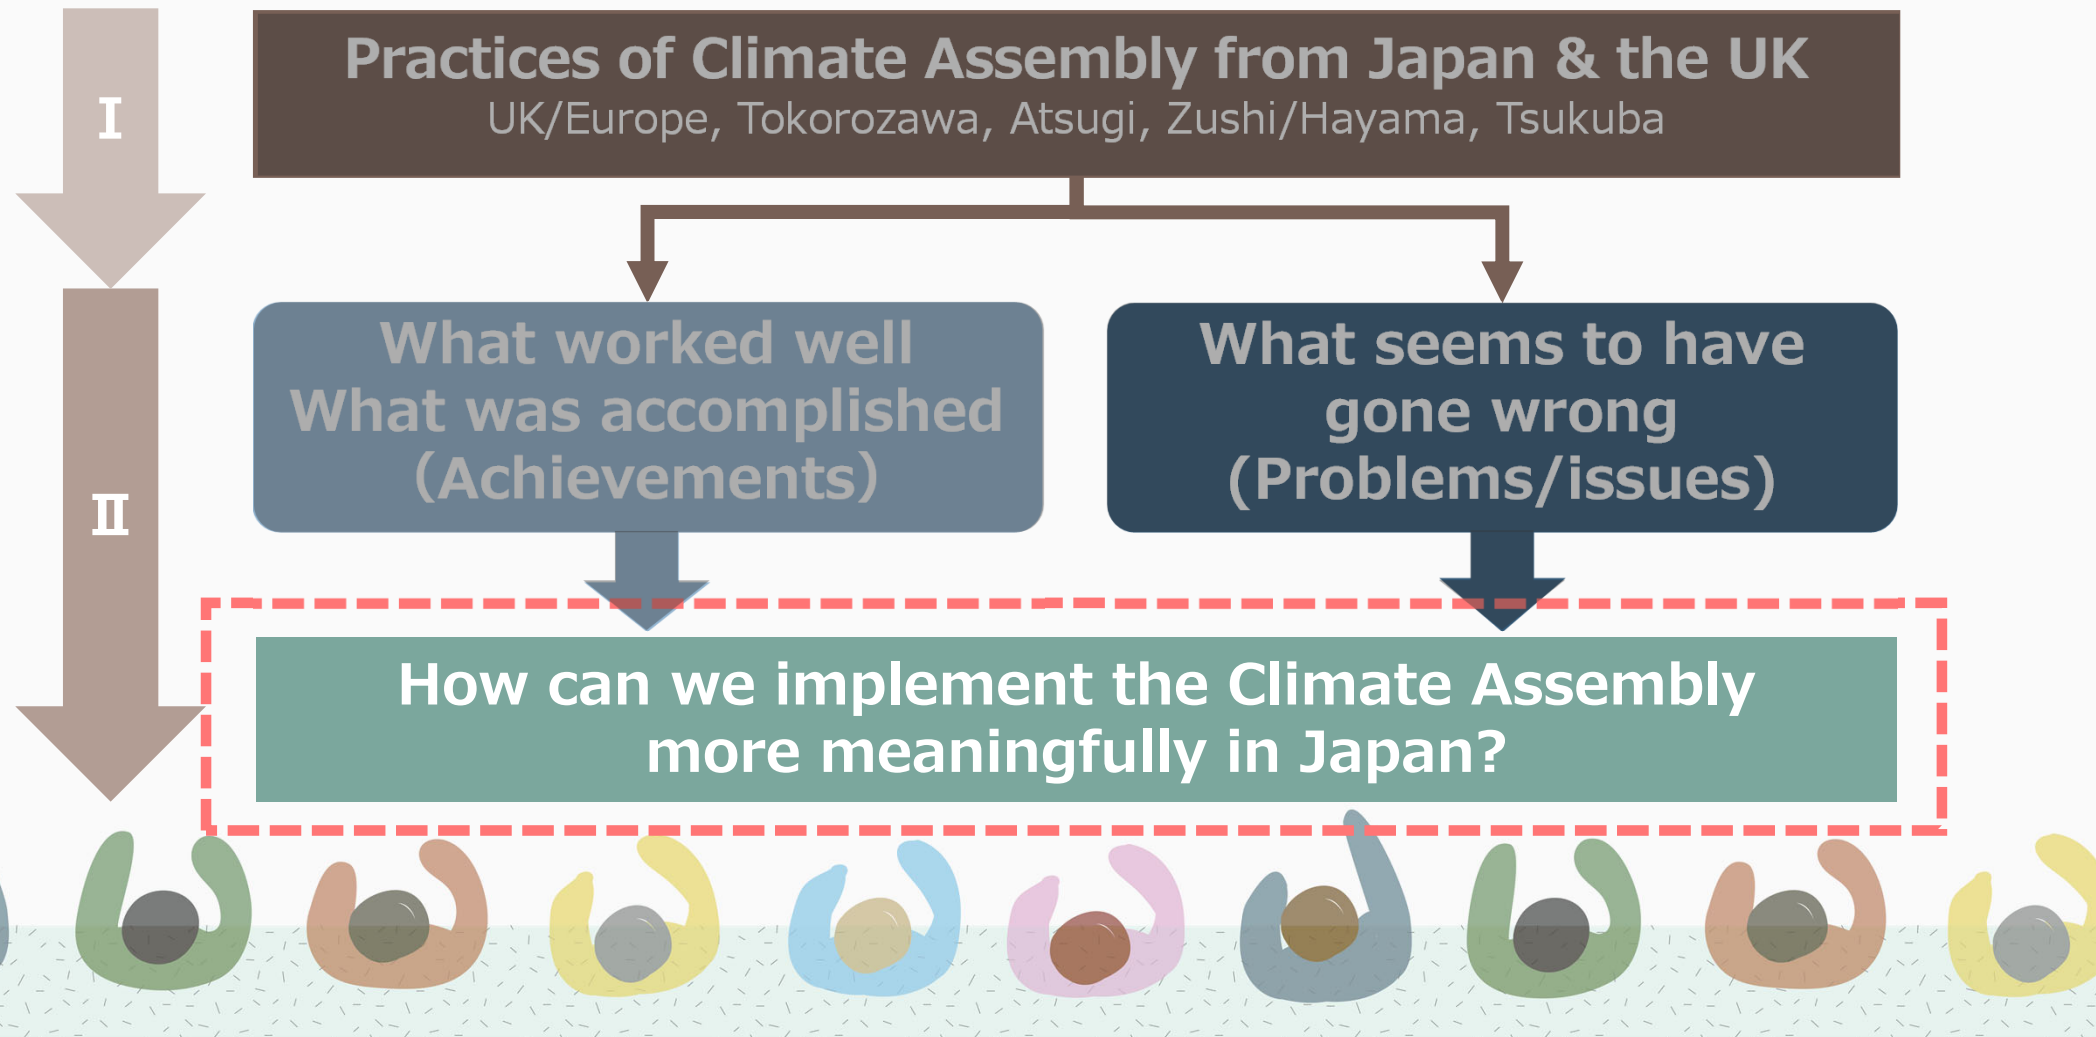 I
Practices of Climate Assembly from Japan & the UK
UK/Europe, Tokorozawa, Atsugi, Zushi/Hayama, Tsukuba
II
What worked well
What was accomplished
(Achievements)
What seems to have
gone wrong
(Problems/issues)
How can we implement the Climate Assembly
more meaningfully in Japan?